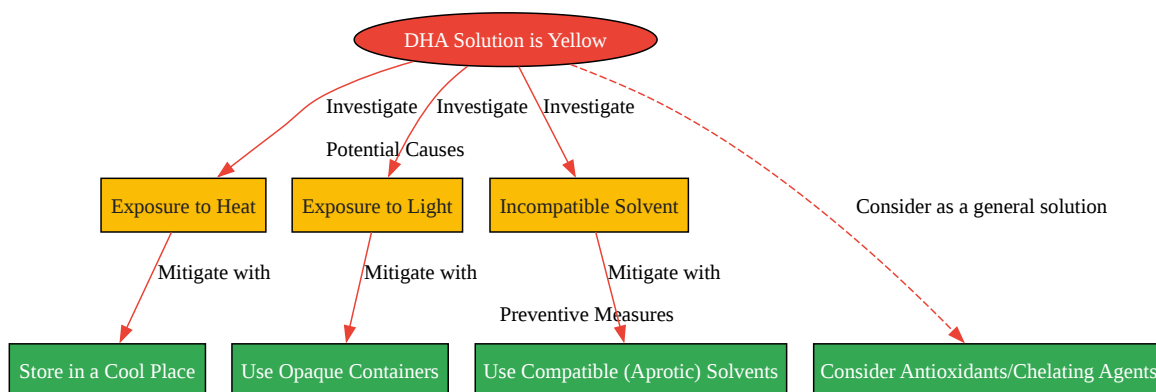 DHA Solution is Yellow
Investigate
Investigate
Investigate
Potential Causes
Exposure to Heat
Exposure to Light
Incompatible Solvent
Consider as a general solution
Mitigate with
Mitigate with
Mitigate with
Preventive Measures
Store in a Cool Place
Use Opaque Containers
Use Compatible (Aprotic) Solvents
Consider Antioxidants/Chelating Agents